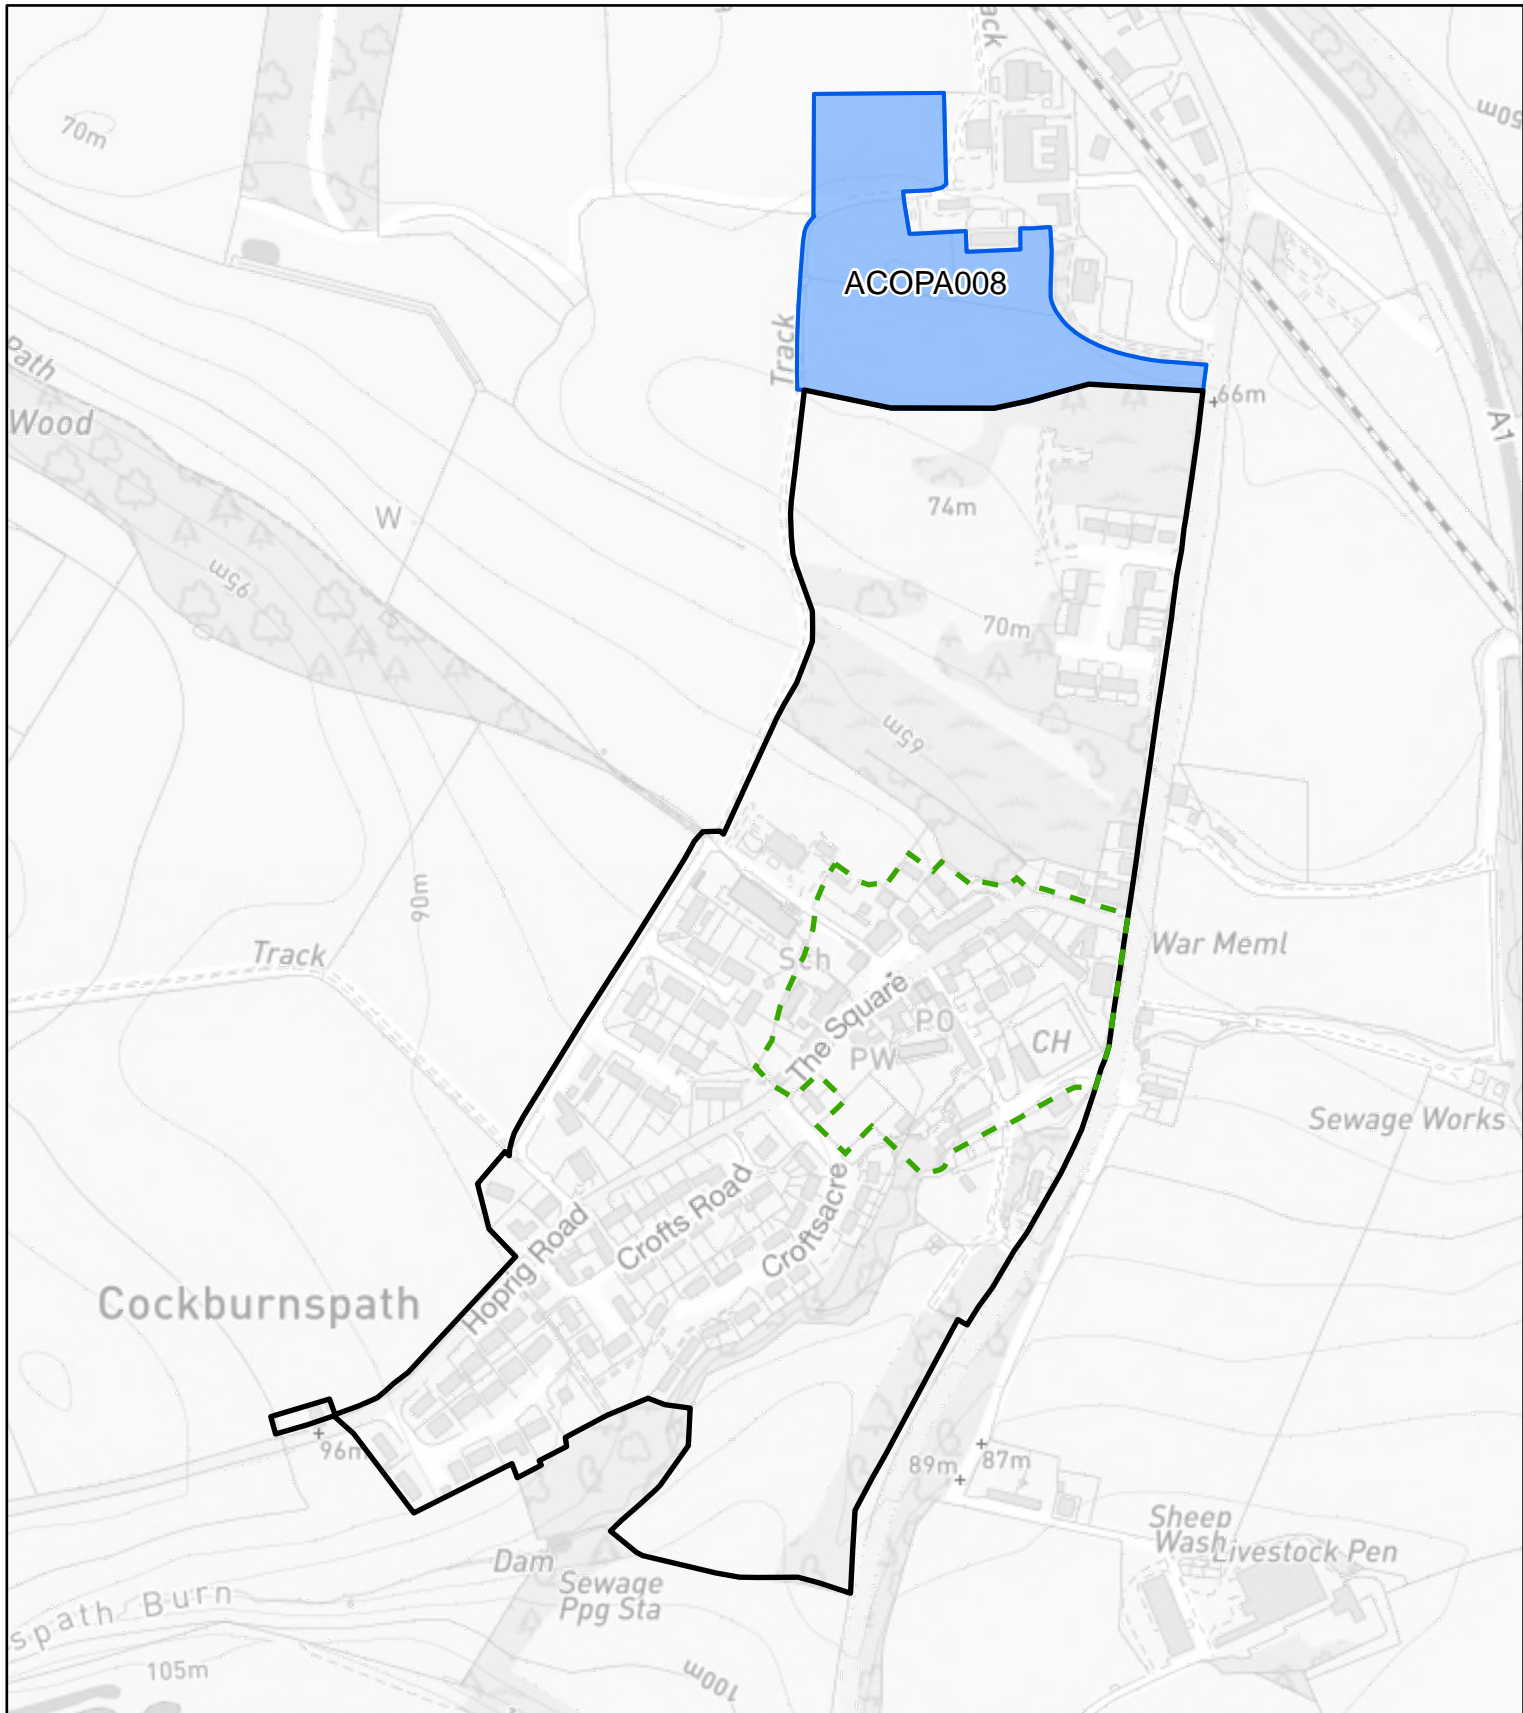 ack
50m
70m
ACOPA008
Track
Path
Wood
66m
A1
74m
W
95m
70m
65m
90m
Track
War Meml
Sch
The Square
PO
PW
CH
Sewage Works
Crofts Road
Croftsacre
Hoprig Road
Cockburnspath
96m
89m
87m
Sheep
Wash
Livestock Pen
Dam
Sewage
Ppg Sta
spath Burn
105m
100m